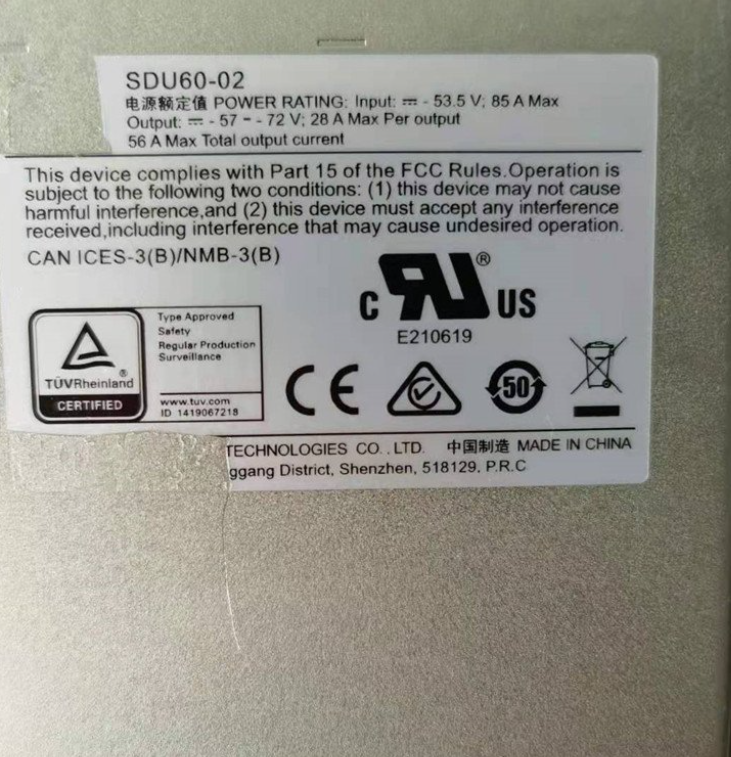 SDU60-02
电源额定值 POWER RATING: Input: ⎓ - 53.5 V; 85 A Max
Output: ⎓ - 57 - - 72 V; 28 A Max Per output
56 A Max Total output current
This device complies with Part 15 of the FCC Rules.Operation is
subject to the following two conditions: (1) this device may not cause
harmful interference,and (2) this device must accept any interference
received,including interference that may cause undesired operation.
CAN ICES-3(B)/NMB-3(B)
c RU ® US
E210619
TÜVRheinland ®
CERTIFIED
Type Approved
Safety
Regular Production
Surveillance
www.tuv.com
ID 1419067218
CE
50
TECHNOLOGIES CO., LTD. 中国制造 MADE IN CHINA
ggang District, Shenzhen, 518129, P.R.C